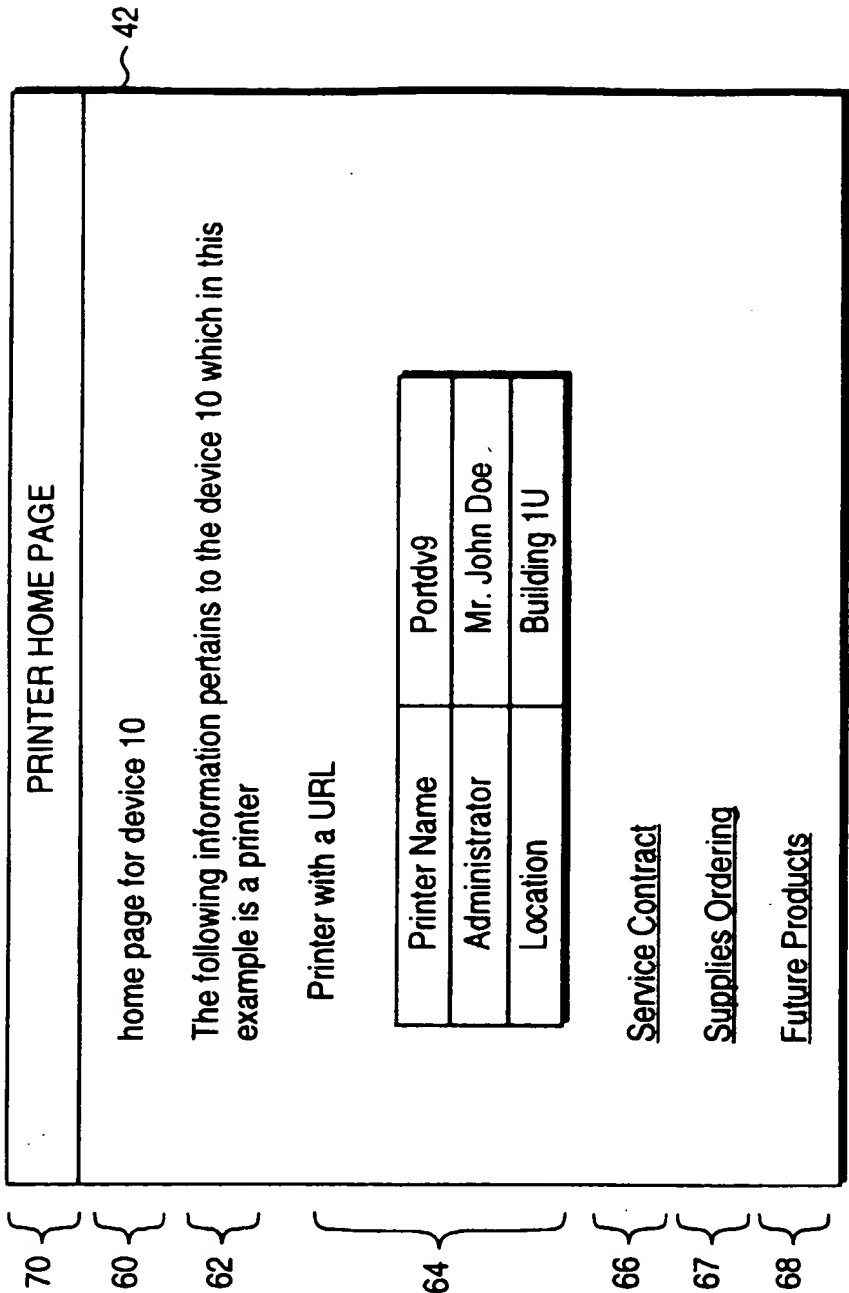 42
70 PRINTER HOME PAGE
60 home page for device 10
62 The following information pertains to the device 10 which in this
example is a printer
64 Printer with a URL
Printer Name Portdv9
Administrator Mr. John Doe
Location Building 1U
66 Service Contract
67 Supplies Ordering
68 Future Products